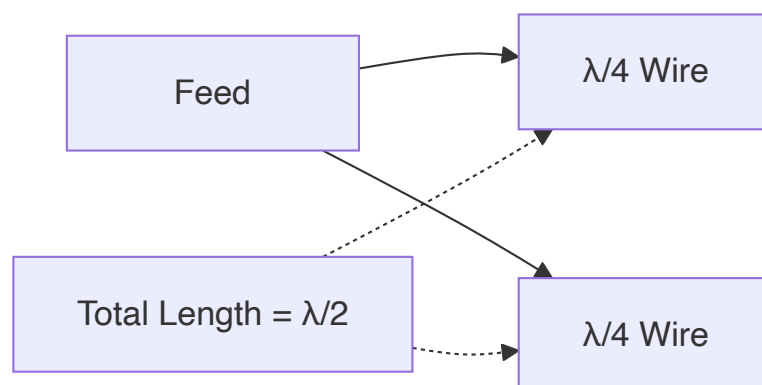 Feed
λ/4 Wire
Total Length = λ/2
λ/4 Wire